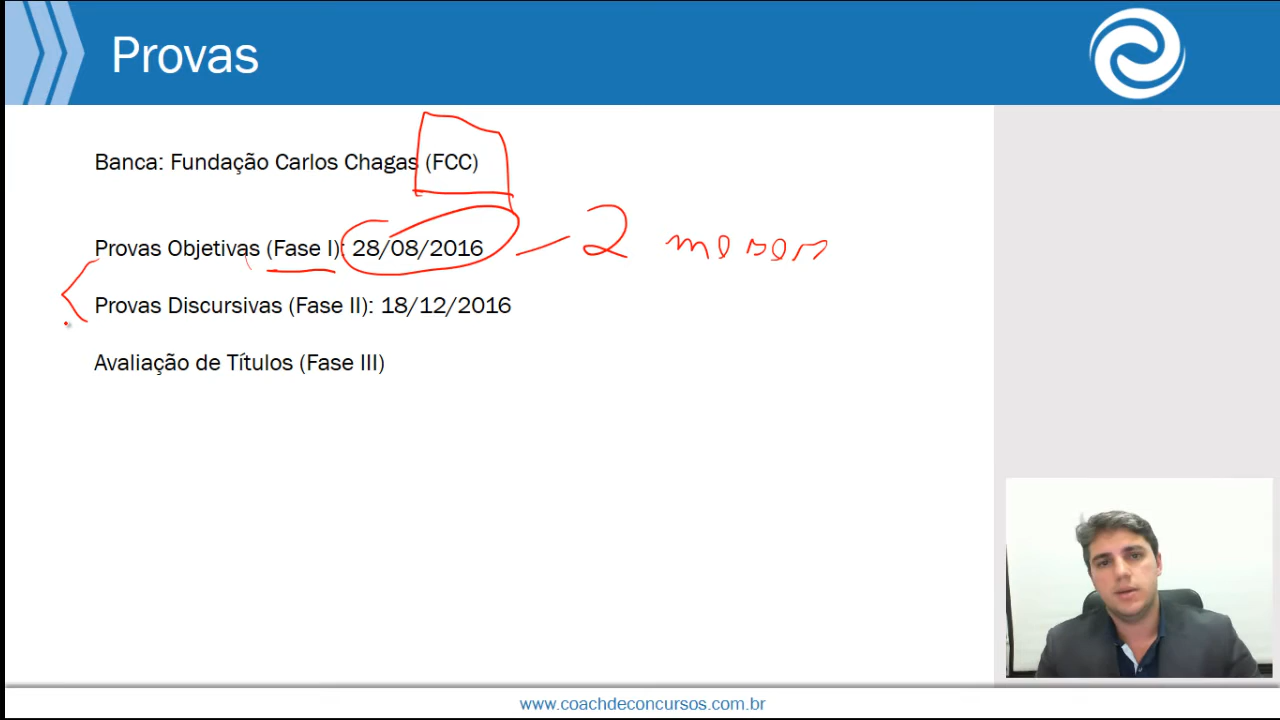 Provas
Banca: Fundação Carlos Chagas (FCC)
Provas Objetivas (Fase I): 28/08/2016 - 2 meses
Provas Discursivas (Fase II): 18/12/2016
Avaliação de Títulos (Fase III)
www.coachdeconcursos.com.br